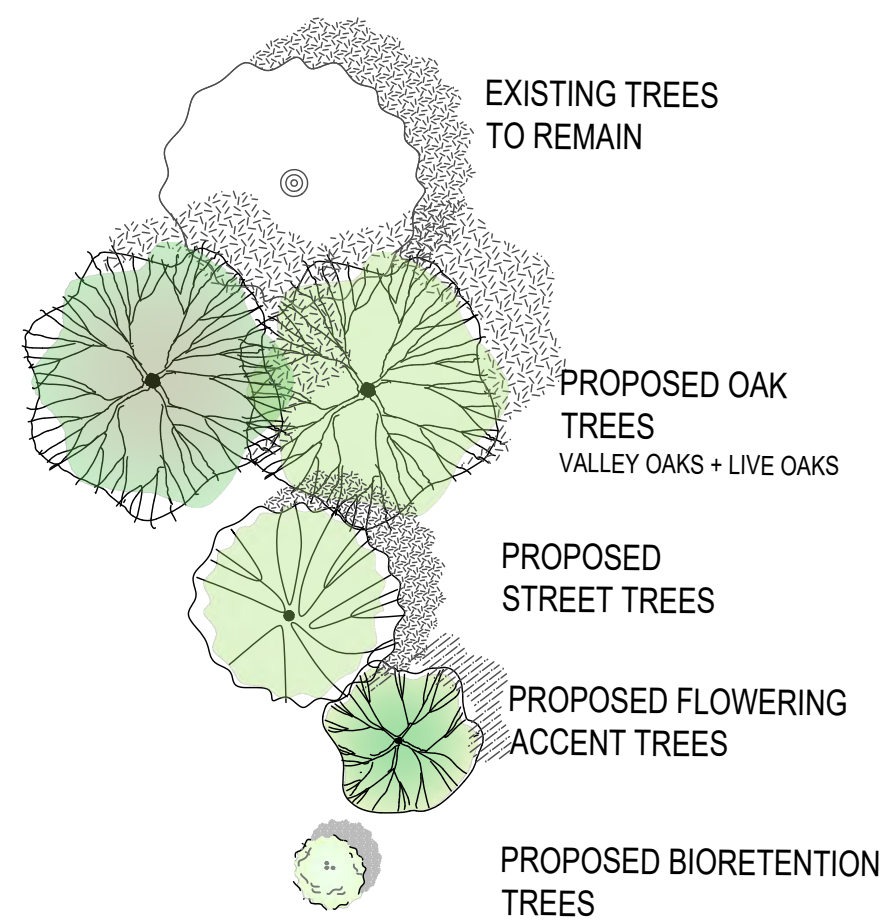 EXISTING TREES
TO REMAIN
PROPOSED OAK
TREES
VALLEY OAKS + LIVE OAKS
PROPOSED
STREET TREES
PROPOSED FLOWERING
ACCENT TREES
PROPOSED BIORETENTION
TREES